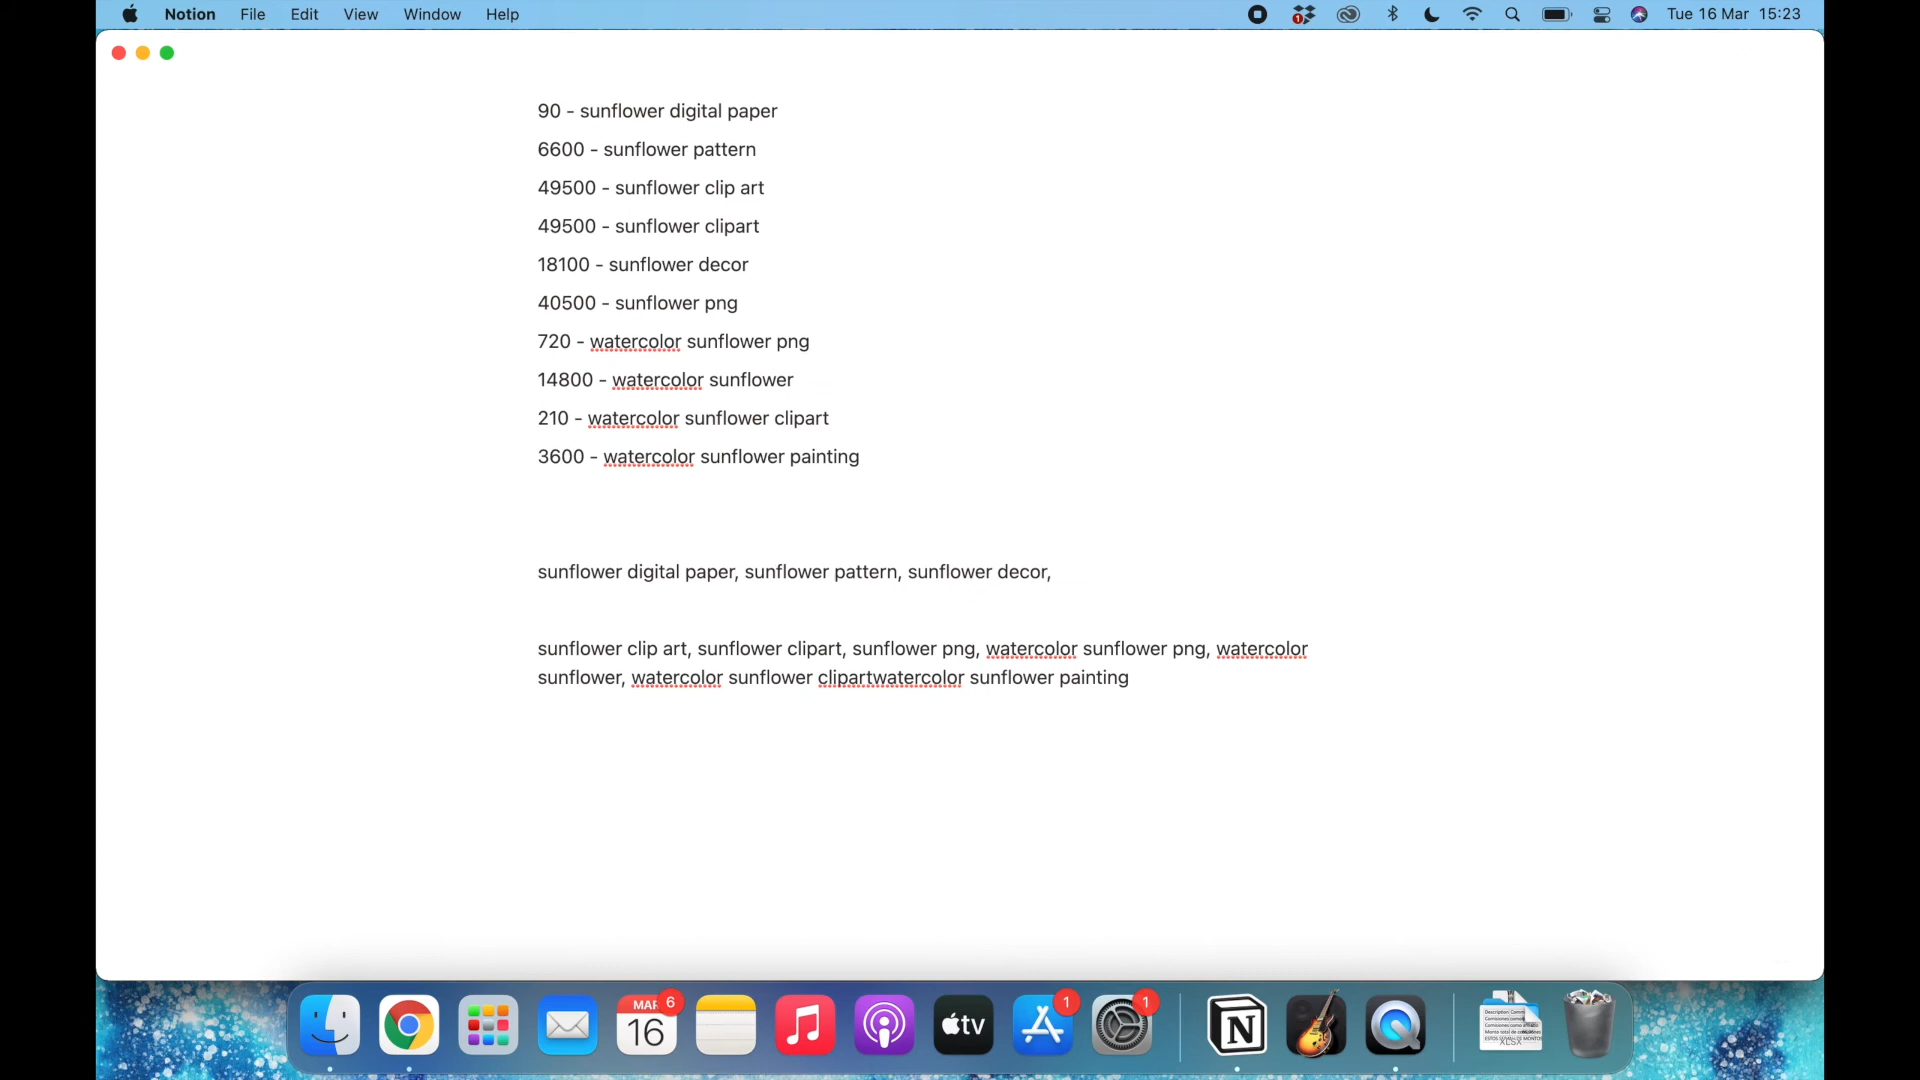 Notion File Edit View Window Help 1 Tue 16 Mar 15:23
90 - sunflower digital paper
6600 - sunflower pattern
49500 - sunflower clip art
49500 - sunflower clipart
18100 - sunflower decor
40500 - sunflower png
720 - watercolor sunflower png
14800 - watercolor sunflower
210 - watercolor sunflower clipart
3600 - watercolor sunflower painting
sunflower digital paper, sunflower pattern, sunflower decor,
sunflower clip art, sunflower clipart, sunflower png, watercolor sunflower png, watercolor
sunflower, watercolor sunflower clipartwatercolor sunflower painting
MAR 6 1 1
16 tv N XLSX